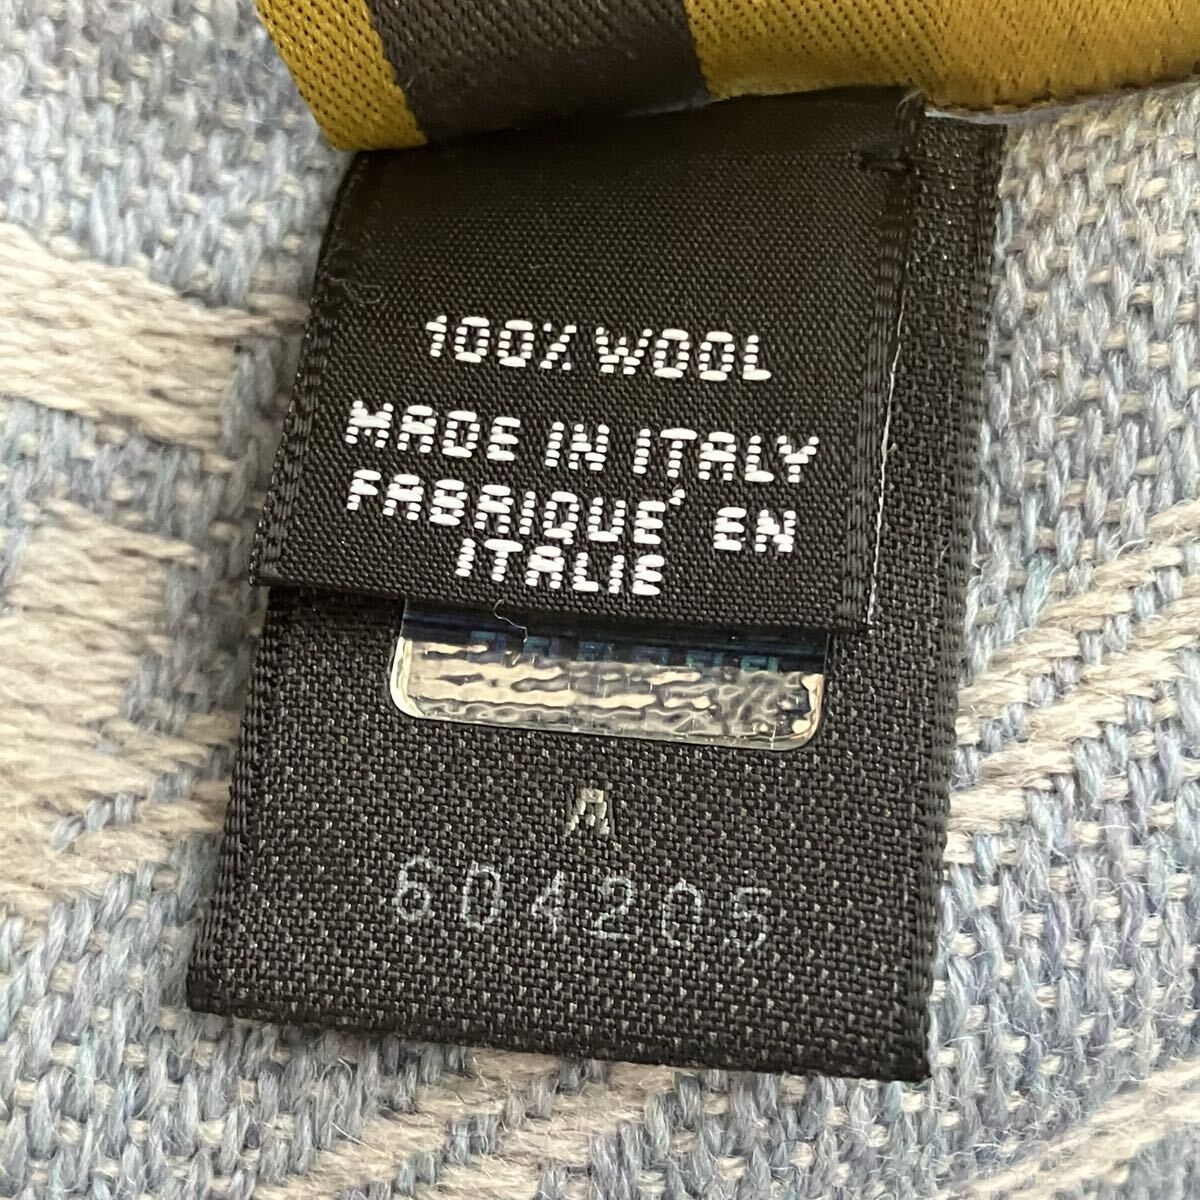 100% WOOL
MADE IN ITALY
FABRIQUE' EN
ITALIE
A
604205